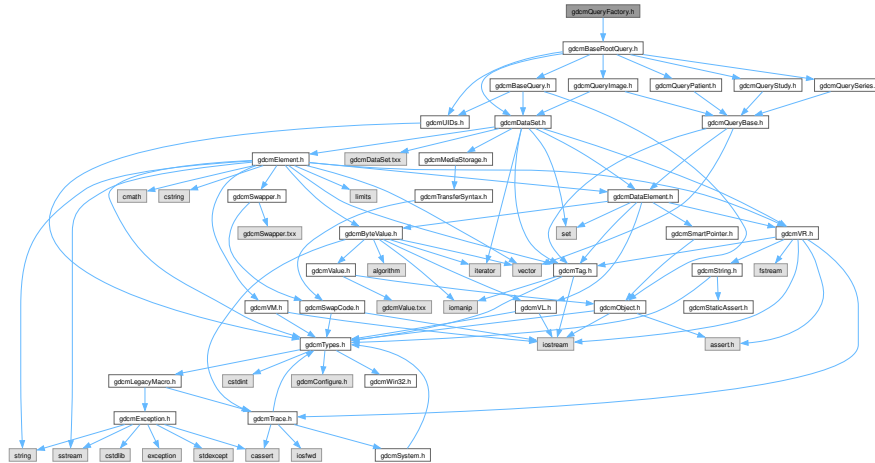 gdcmQueryFactory.h
gdcmBaseRootQuery.h
gdcmBaseQuery.h
gdcmQueryImage.h
gdcmQueryPatient.h
gdcmQueryStudy.h
gdcmQuerySeries.
gdcmUIDs.h
gdcmDataSet.h
gdcmQueryBase.h
gdcmElement.h
gdcmDataSet.txx
gdcmMediaStorage.h
cmath
cstring
gdcmSwapper.h
limits
gdcmTransferSyntax.h
set
gdcmDataElement.h
gdcmSwapper.txx
gdcmByteValue.h
gdcmSmartPointer.h
gdcmVR.h
gdcmValue.h
algorithm
iterator
vector
gdcmTag.h
gdcmString.h
fstream
gdcmVM.h
gdcmSwapCode.h
gdcmValue.txx
iomanip
gdcmVL.h
gdcmObject.h
gdcmStaticAssert.h
gdcmTypes.h
iostream
assert.h
gdcmLegacyMacro.h
cstdint
gdcmConfigure.h
gdcmWin32.h
gdcmException.h
gdcmTrace.h
string
sstream
cstdlib
exception
stdexcept
cassert
iosfwd
gdcmSystem.h